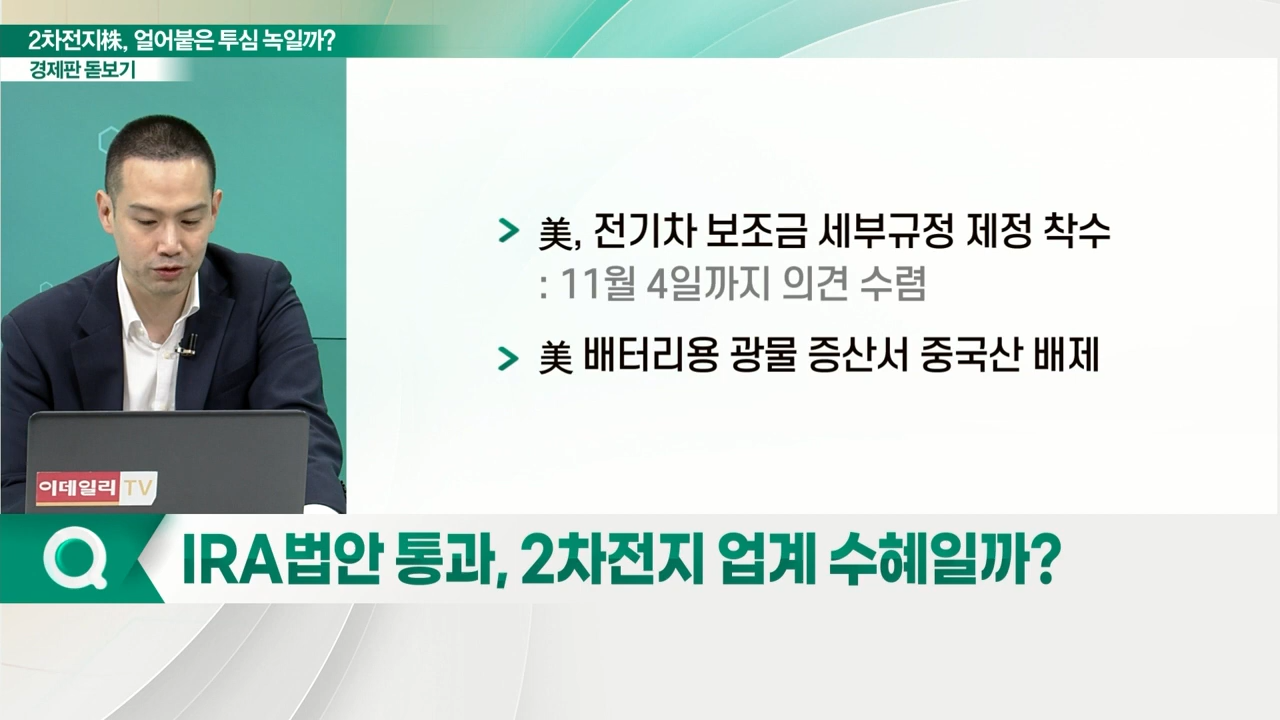 2차전지株, 얼어붙은 투심 녹일까?
경제판 돋보기
> 美, 전기차 보조금 세부규정 제정 착수
: 11월 4일까지 의견 수렴
> 美 배터리용 광물 증산서 중국산 배제
이데일리 TV
IRA법안 통과, 2차전지 업계 수혜일까?